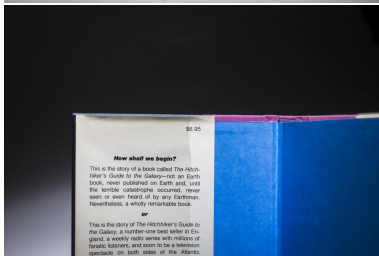 $6.95
How shall we begin?
This is the story of a book called The Hitch-
hiker's Guide to the Galaxy—not an Earth
book, never published on Earth and, until
the terrible catastrophe occurred, never
seen or even heard of by any Earthman.
Nevertheless, a wholly remarkable book.
or
This is the story of The Hitchhiker's Guide to
the Galaxy, a number-one best seller in En-
gland, a weekly radio series with millions of
fanatic listeners, and soon to be a television
spectacle on both sides of the Atlantic